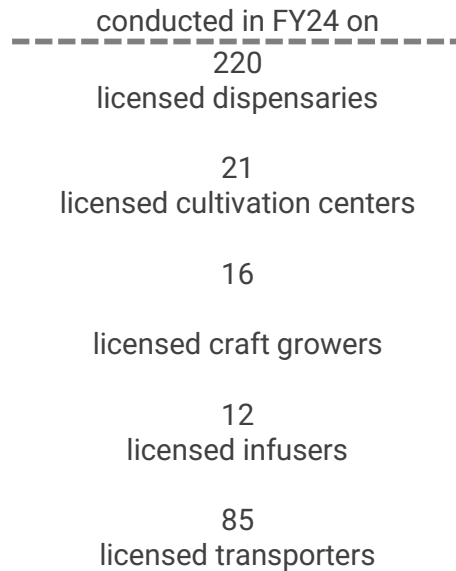 conducted in FY24 on
220
licensed dispensaries
21
licensed cultivation centers
16
licensed craft growers
12
licensed infusers
85
licensed transporters